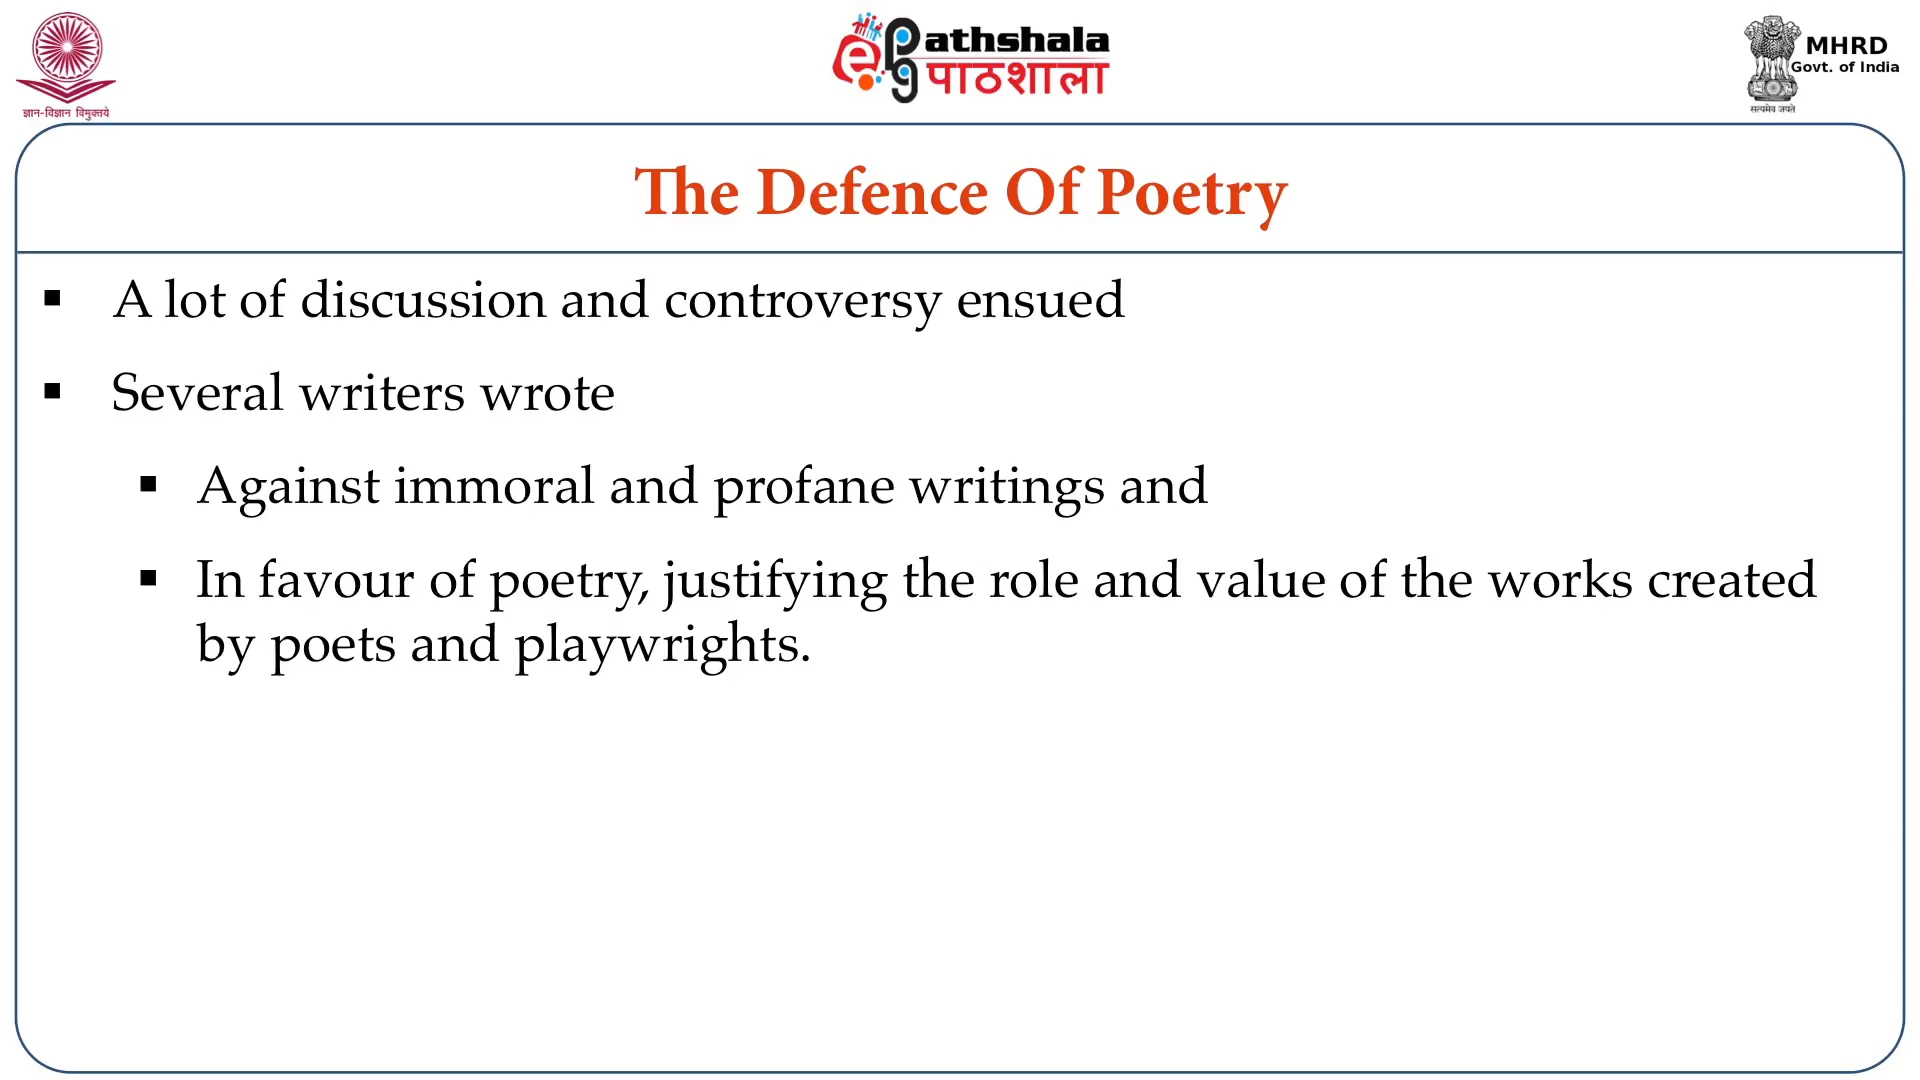 ज्ञान-विज्ञान विमुक्तये
ePG Pathshala
पाठशाला
MHRD
Govt. of India
सत्यमेव जयते
The Defence Of Poetry
▪ A lot of discussion and controversy ensued
▪ Several writers wrote
▪ Against immoral and profane writings and
▪ In favour of poetry, justifying the role and value of the works created
by poets and playwrights.